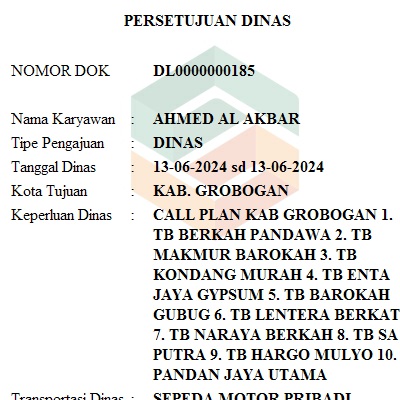 PERSETUJUAN DINAS
NOMOR DOK DL0000000185
Nama Karyawan : AHMED AL AKBAR
Tipe Pengajuan : DINAS
Tanggal Dinas : 13-06-2024 sd 13-06-2024
Kota Tujuan : KAB. GROBOGAN
Keperluan Dinas : CALL PLAN KAB GROBOGAN 1.
TB BERKAH PANDAWA 2. TB
MAKMUR BAROKAH 3. TB
KONDANG MURAH 4. TB ENTA
JAYA GYPSUM 5. TB BAROKAH
GUBUG 6. TB LENTERA BERKAT
7. TB NARAYA BERKAH 8. TB SA
PUTRA 9. TB HARGO MULYO 10.
PANDAN JAYA UTAMA
Transportasi Dinas : SEPEDA MOTOR PRIBADI